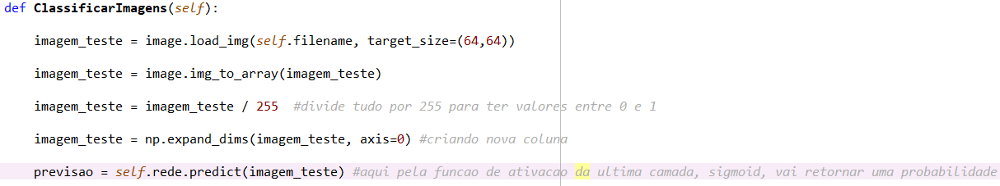 def ClassificarImagens(self):
imagem_teste = image.load_img(self.filename, target_size=(64,64))
imagem_teste = image.img_to_array(imagem_teste)
imagem_teste = imagem_teste / 255  #divide tudo por 255 para ter valores entre 0 e 1
imagem_teste = np.expand_dims(imagem_teste, axis=0) #criando nova coluna
previsao = self.rede.predict(imagem_teste) #aqui pela funcao de ativacao da ultima camada, sigmoid, vai retornar uma probabilidade